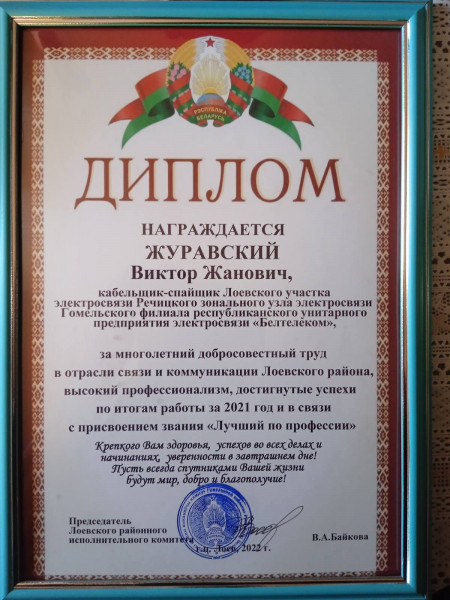 РЭСПУБЛІКА
БЕЛАРУСЬ
ДИПЛОМ
НАГРАЖДАЕТСЯ
ЖУРАВСКИЙ
Виктор Жанович,
кабельщик-спайщик Лоевского участка
электросвязи Речицкого зонального узла электросвязи
Гомельского филиала республиканского унитарного
предприятия электросвязи «Белтелеком»,
за многолетний добросовестный труд
в отрасли связи и коммуникации Лоевского района,
высокий профессионализм, достигнутые успехи
по итогам работы за 2021 год и в связи
с присвоением звания «Лучший по профессии»
Крепкого Вам здоровья, успехов во всех делах и
начинаниях, уверенности в завтрашнем дне!
Пусть всегда спутниками Вашей жизни
будут мир, добро и благополучие!
Председатель
Лоевского районного
исполнительного комитета
В.А.Байкова
г.п. Лоев, 2022 г.